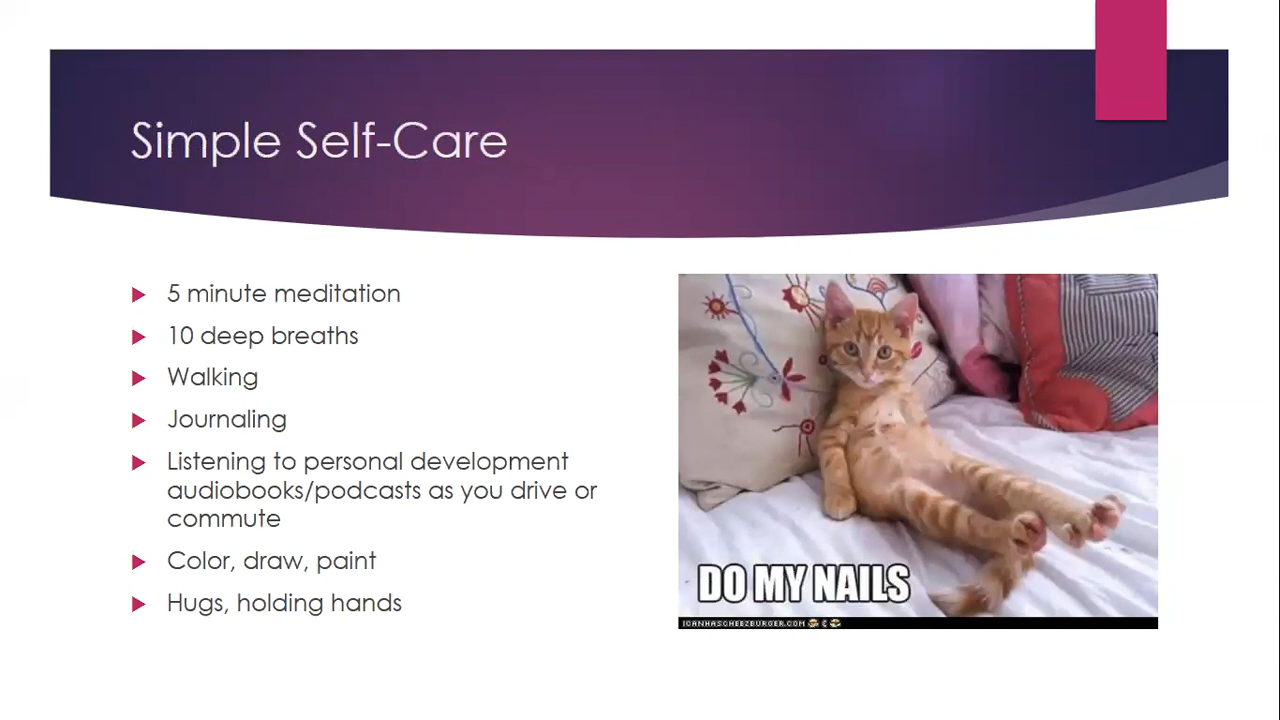 Simple Self-Care
5 minute meditation
10 deep breaths
Walking
Journaling
Listening to personal development
audiobooks/podcasts as you drive or
commute
Color, draw, paint
Hugs, holding hands
DO MY NAILS
ICANHASCHEEZBURGER.COM